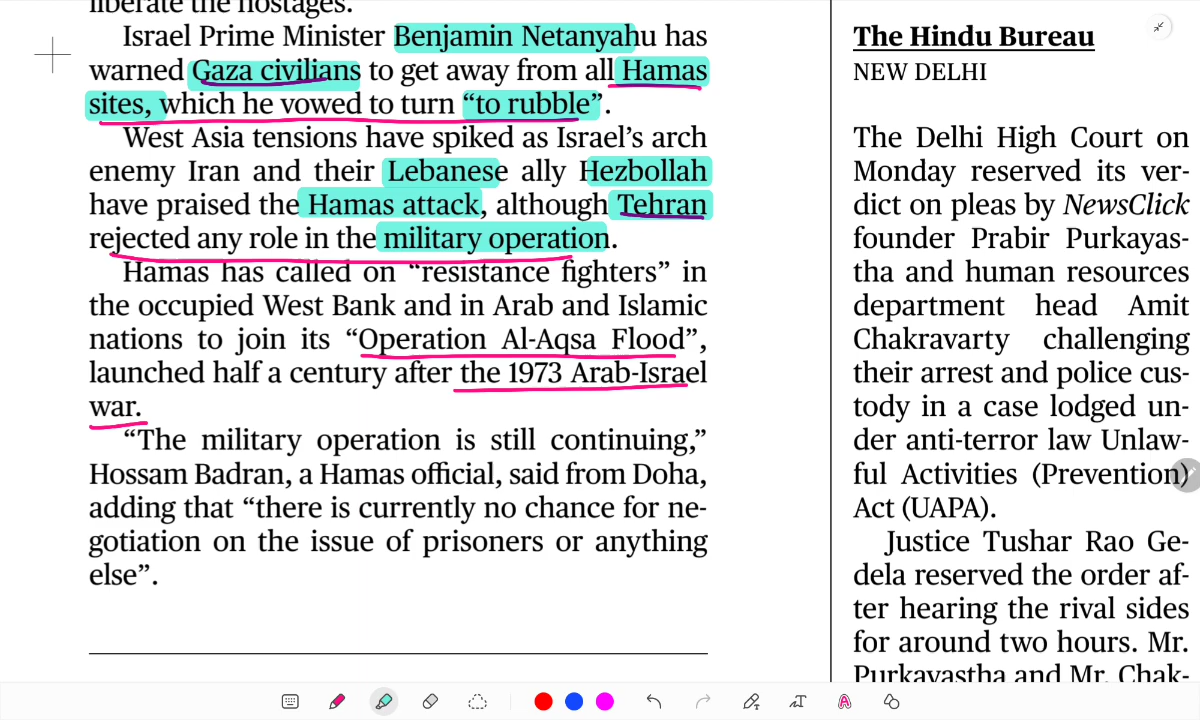 liberate the hostages.
Israel Prime Minister Benjamin Netanyahu has
warned Gaza civilians to get away from all Hamas
sites, which he vowed to turn “to rubble”.
West Asia tensions have spiked as Israel’s arch
enemy Iran and their Lebanese ally Hezbollah
have praised the Hamas attack, although Tehran
rejected any role in the military operation.
Hamas has called on “resistance fighters” in
the occupied West Bank and in Arab and Islamic
nations to join its “Operation Al-Aqsa Flood”,
launched half a century after the 1973 Arab-Israel
war.
“The military operation is still continuing,”
Hossam Badran, a Hamas official, said from Doha,
adding that “there is currently no chance for ne-
gotiation on the issue of prisoners or anything
else”.
The Hindu Bureau
NEW DELHI
The Delhi High Court on
Monday reserved its ver-
dict on pleas by NewsClick
founder Prabir Purkayas-
tha and human resources
department head Amit
Chakravarty challenging
their arrest and police cus-
tody in a case lodged un-
der anti-terror law Unlaw-
ful Activities (Prevention)
Act (UAPA).
Justice Tushar Rao Ge-
dela reserved the order af-
ter hearing the rival sides
for around two hours. Mr.
Purkayastha and Mr. Chak-